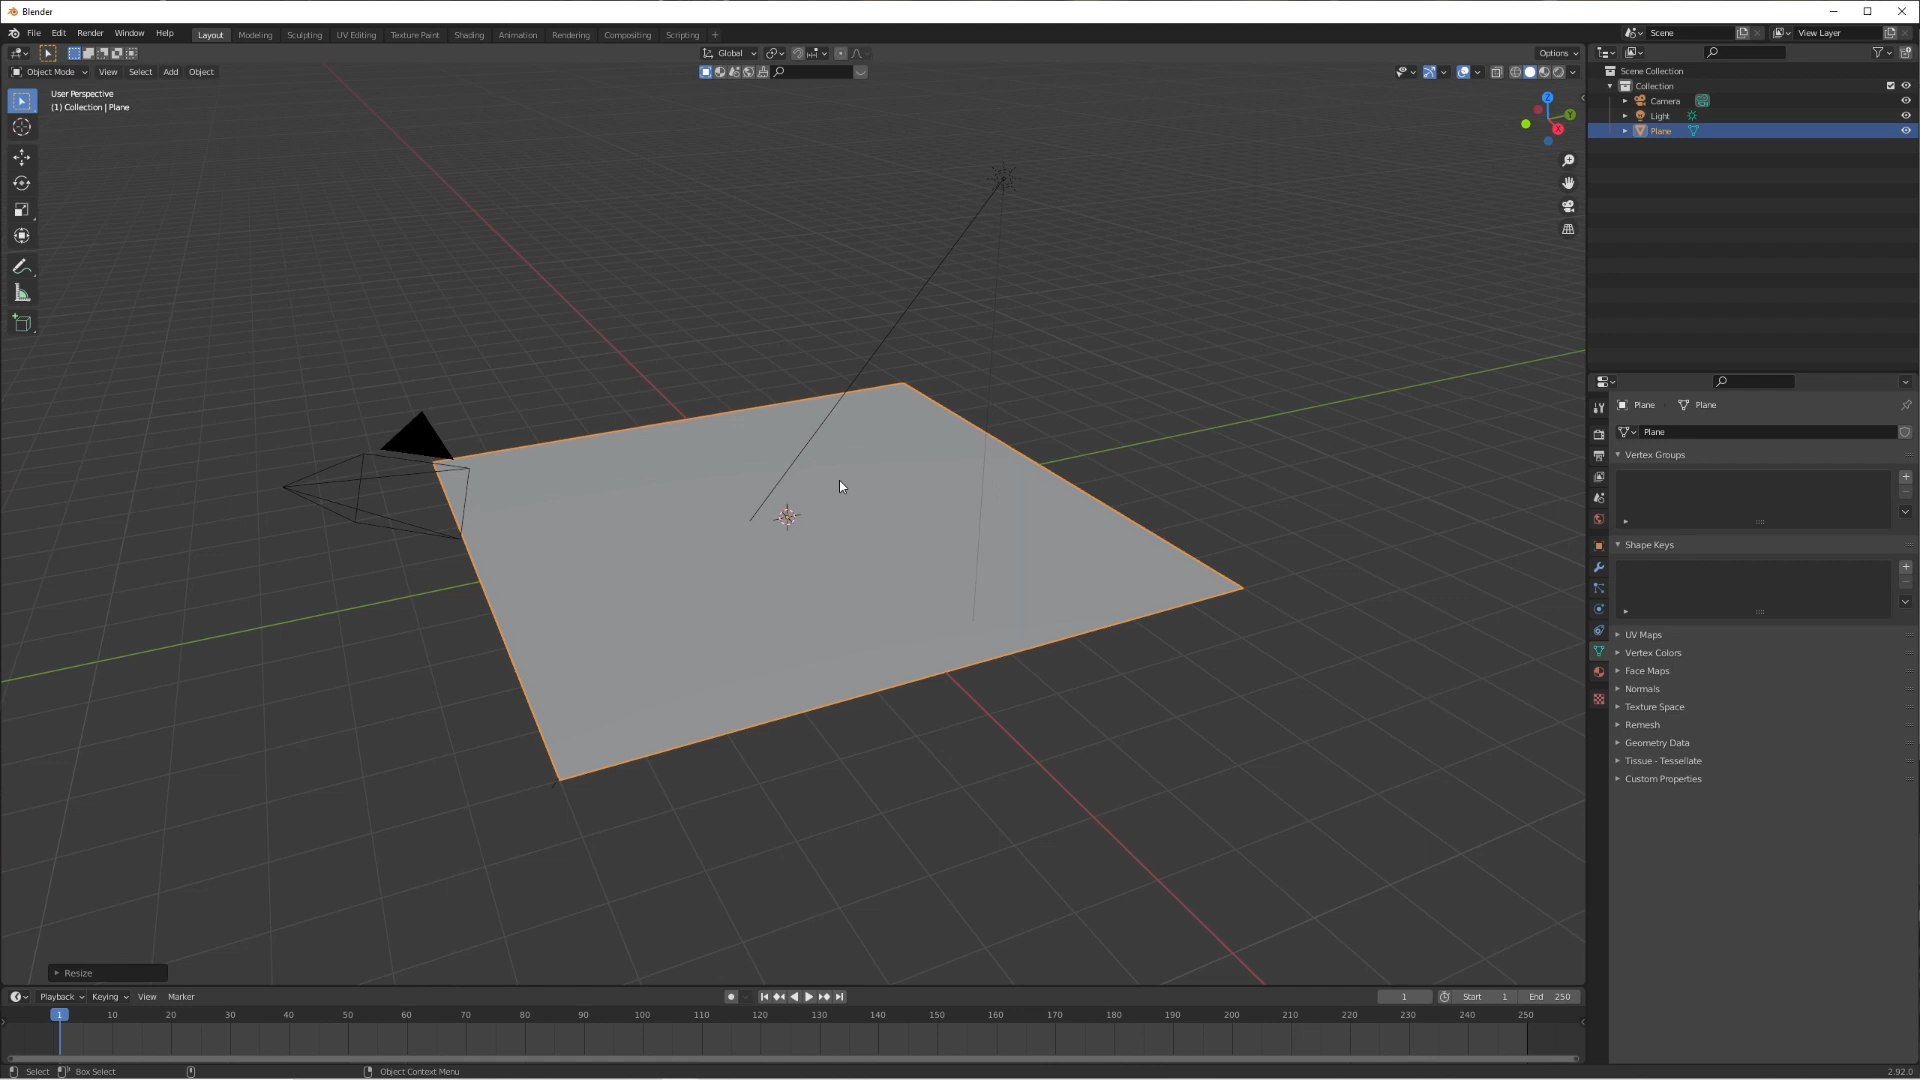 Blender
File Edit Render Window Help Layout Modeling Sculpting UV Editing Texture Paint Shading Animation Rendering Compositing Scripting + Scene View Layer
Global Options
Object Mode View Select Add Object
User Perspective
(1) Collection | Plane
Z
Y
X
Scene Collection
Collection
Camera
Light
Plane
Plane Plane
Plane
Vertex Groups
Shape Keys
UV Maps
Vertex Colors
Face Maps
Normals
Texture Space
Remesh
Geometry Data
Tissue - Tessellate
Custom Properties
Resize
Playback Keying View Marker 1 Start 1 End 250
1 10 20 30 40 50 60 70 80 90 100 110 120 130 140 150 160 170 180 190 200 210 220 230 240 250
Select Box Select Object Context Menu 2.92.0